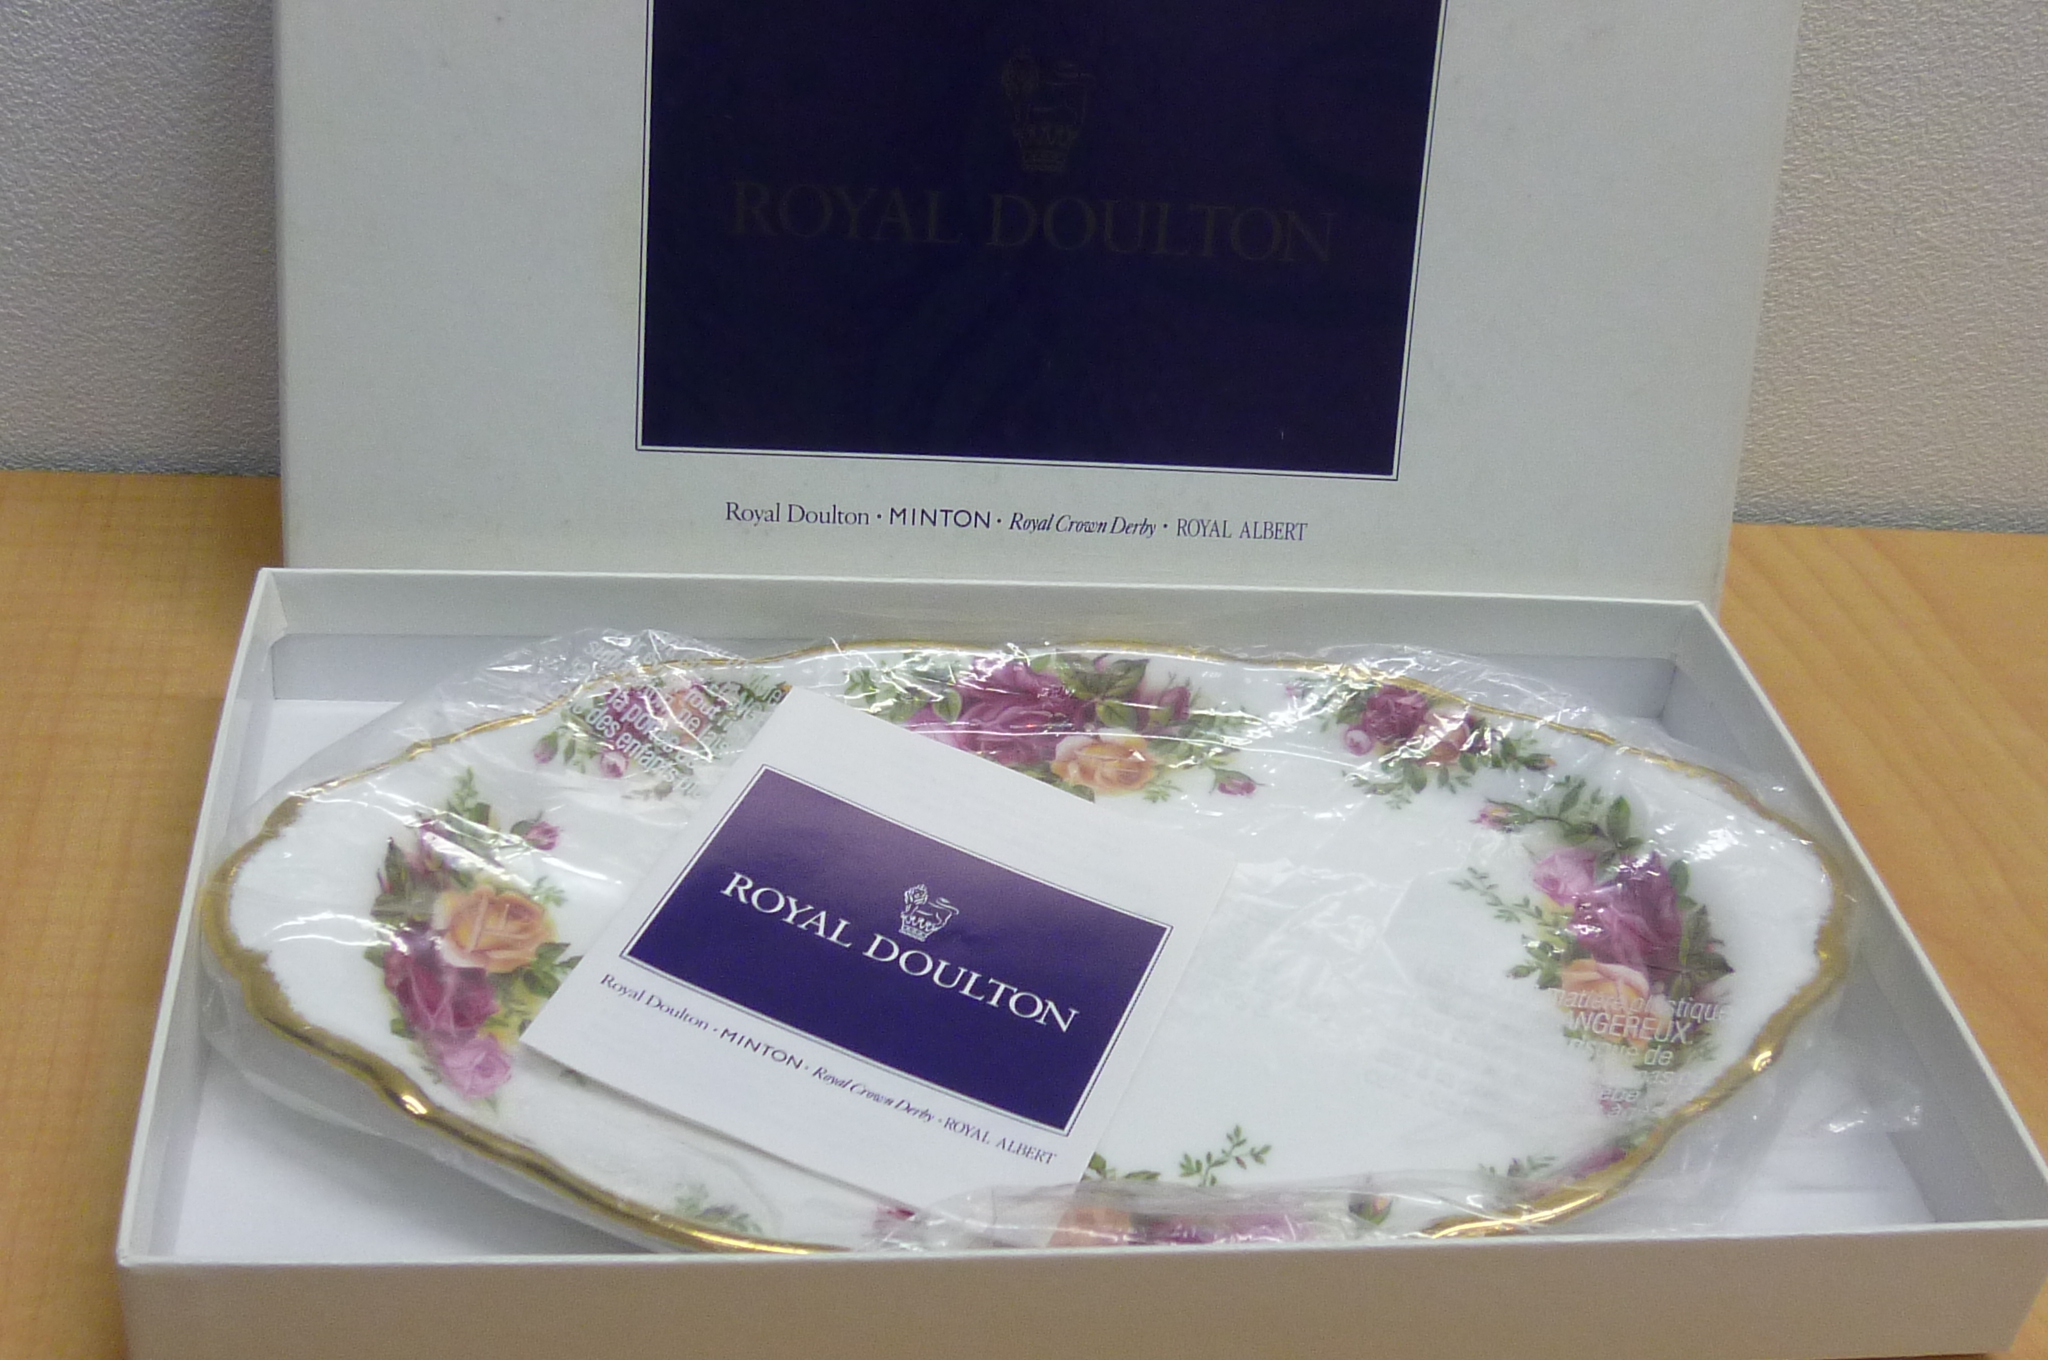 ROYAL DOULTON
Royal Doulton · MINTON · Royal Crown Derby · ROYAL ALBERT
des enfants
ROYAL DOULTON
Royal Doulton · MINTON · Royal Crown Derby · ROYAL ALBERT
plastique
NGEREUX.
de